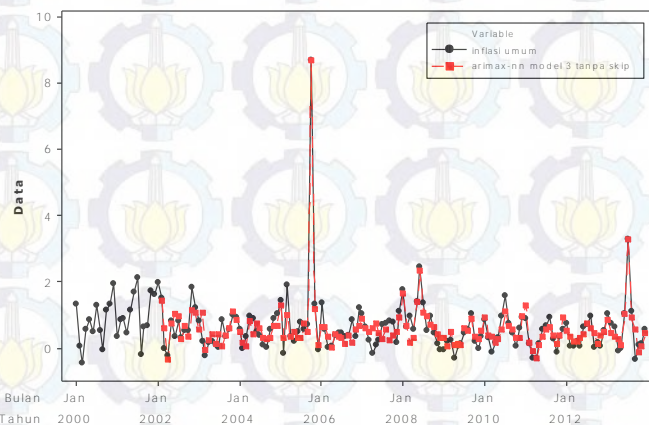 10
Variable
inflasi umum
arimax-nn model 3 tanpa skip
8
6
Data
4
2
0
Bulan Jan Jan Jan Jan Jan Jan Jan
Tahun 2000 2002 2004 2006 2008 2010 2012